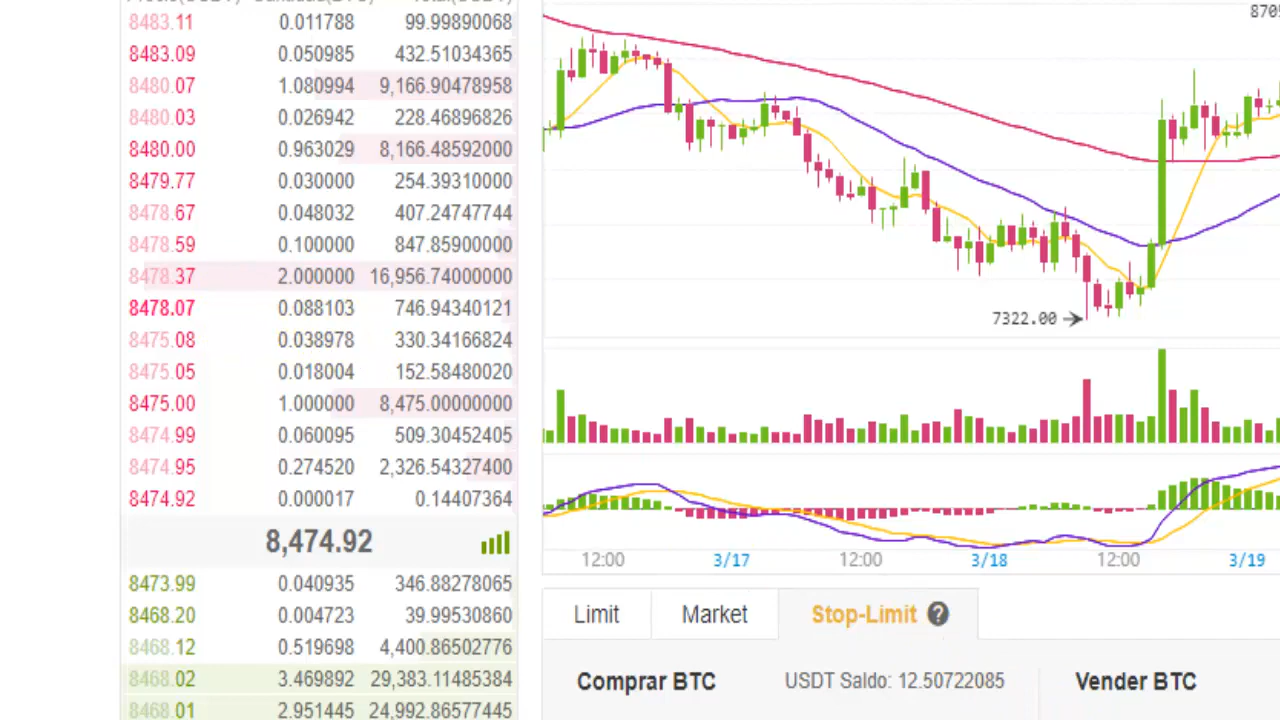 8483.11 0.011788 99.99890068
8483.09 0.050985 432.51034365
8480.07 1.080994 9,166.90478958
8480.03 0.026942 228.46896826
8480.00 0.963029 8,166.48592000
8479.77 0.030000 254.39310000
8478.67 0.048032 407.24747744
8478.59 0.100000 847.85900000
8478.37 2.000000 16,956.74000000
8478.07 0.088103 746.94340121
8475.08 0.038978 330.34166824
8475.05 0.018004 152.58480020
8475.00 1.000000 8,475.00000000
8474.99 0.060095 509.30452405
8474.95 0.274520 2,326.54327400
8474.92 0.000017 0.14407364
8,474.92
8473.99 0.040935 346.88278065
8468.20 0.004723 39.99530860
8468.12 0.519698 4,400.86502776
8468.02 3.469892 29,383.11485384
8468.01 2.951445 24,992.86577445
7322.00
12:00 3/17 12:00 3/18 12:00 3/19
Limit Market Stop-Limit ?
Comprar BTC USDT Saldo: 12.50722085 Vender BTC